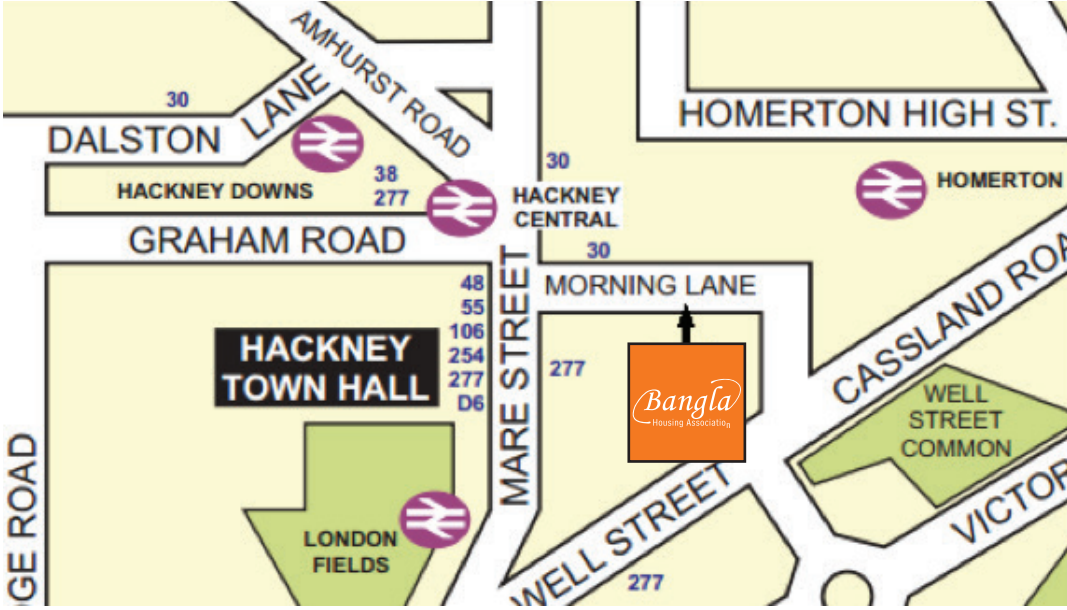 AMHURST ROAD
30
LANE
DALSTON
HOMERTON HIGH ST.
38
277
HACKNEY DOWNS
30
HACKNEY
CENTRAL
HOMERTON
GRAHAM ROAD
30
MORNING LANE
48
55
106
254
277
D6
MARE STREET
HACKNEY
TOWN HALL
277
Bangla
Housing Association
CASSLAND ROA
WELL
STREET
COMMON
VICTOR
WELL STREET
LONDON
FIELDS
277
GE ROAD